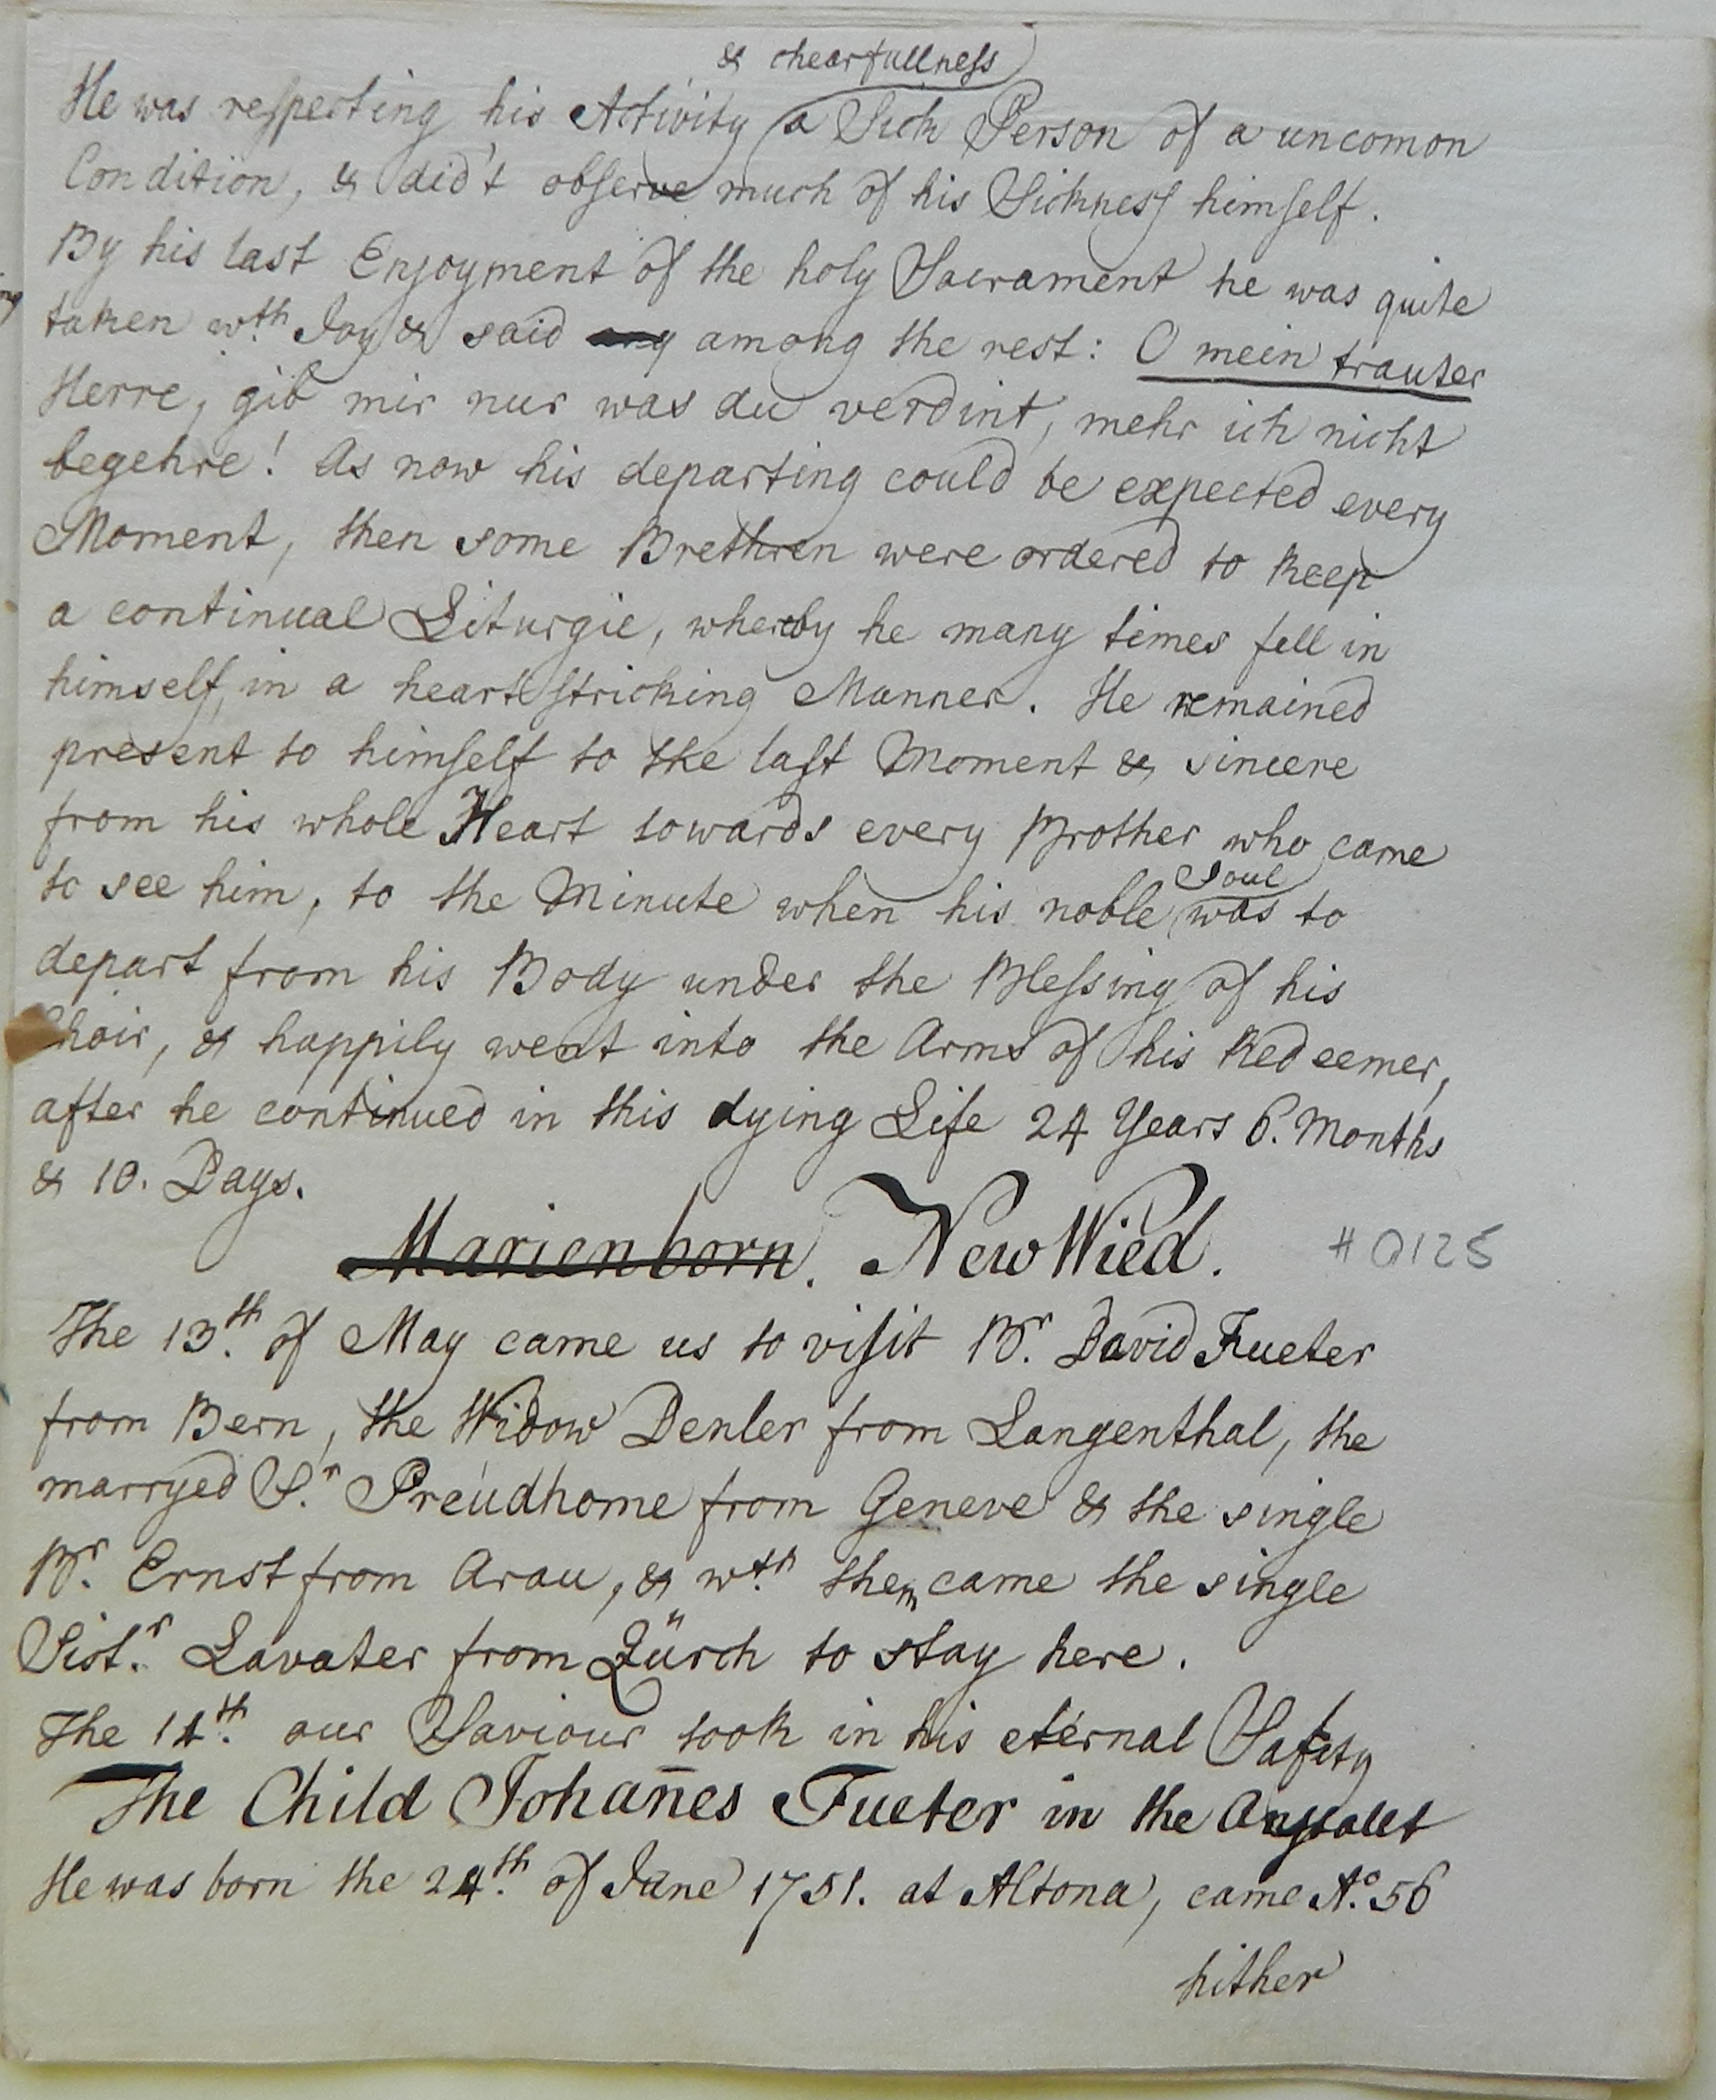 & chearfullness
He was respecting his Activity a Sick Person of a uncomon
Condition, & did't observe much of his Sickness himself.
By his last Enjoyment of the holy Sacrament he was quite
taken wth. Joy & said among the rest: O mein trauter
Herre, gib mir nur was du verdint, mehr ich nicht
begehre! As now his departing could be expected every
Moment, then some Brethren were ordered to keep
a continual Liturgie, whereby he many times fell in
himself, in a heart stricking Manner. He remained
present to himself to the last Moment & sincere
from his whole Heart towards every Brother who came
Soul
to see him, to the Minute when his noble was to
depart from his Body under the Blessing of his
Choir, & happily went into the Arms of his Redeemer,
after he continued in this dying Life 24 Years 6. Months
& 10. Days.
Marienborn. New Wied. #0125
The 13th. of May came us to visit Br. David Fueter
from Bern, the Widow Denler from Langenthal, the
marryed Sr. Preudhome from Geneve & the single
Br. Ernst from Arau, & wth. them came the single
Sistr. Lavater from Zürch to stay here.
The 14th. our Saviour took in his eternal Safety
The Child Johan̄es Fueter in the Anstalt
He was born the 24th. of June 1751. at Altona, came Ao. 56
hither